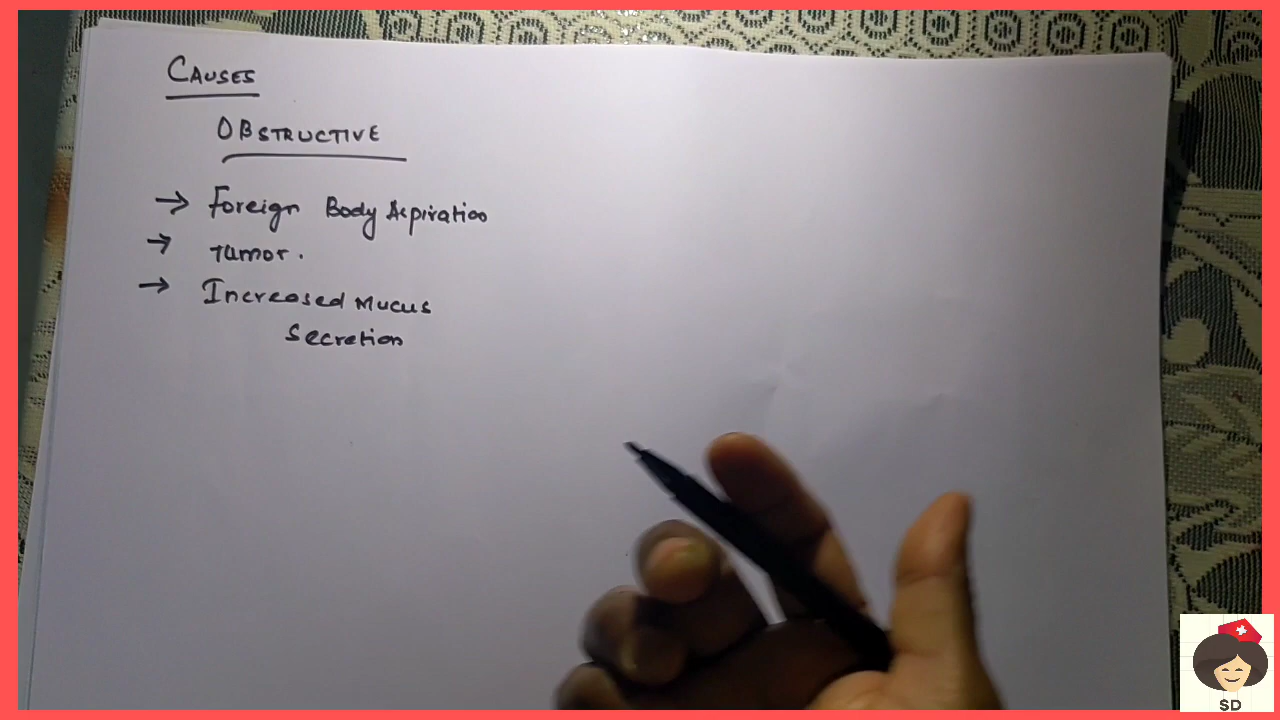 CAUSES
OBSTRUCTIVE
→ Foreign Body Aspiration
→ Tumor.
→ Increased Mucus
Secretion
SD